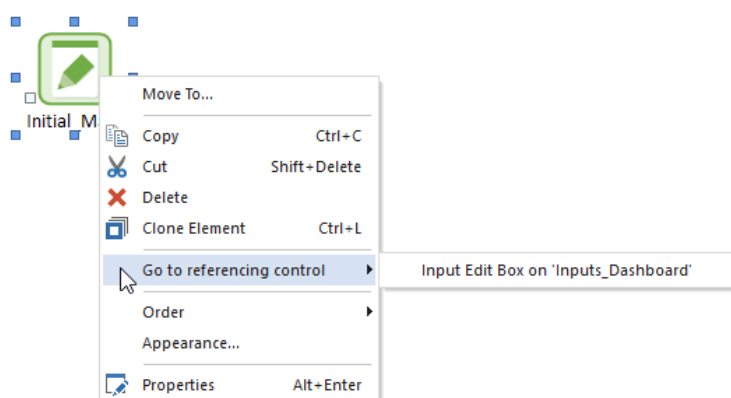 Initial_M
Move To...
Copy Ctrl+C
Cut Shift+Delete
Delete
Clone Element Ctrl+L
Go to referencing control Input Edit Box on 'Inputs_Dashboard'
Order
Appearance...
Properties Alt+Enter